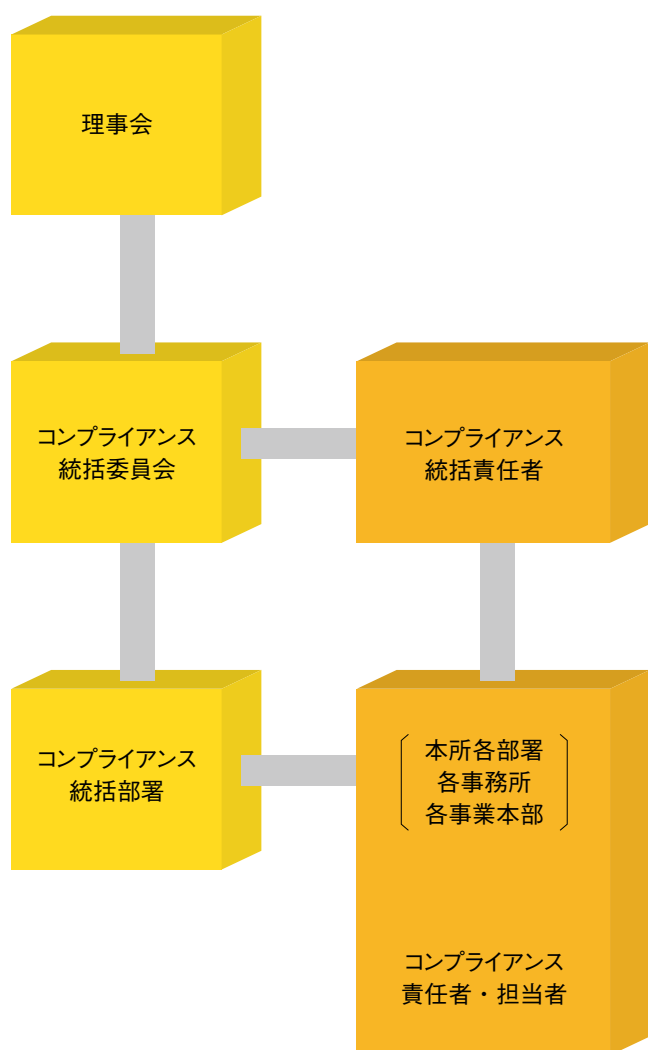 理事会
コンプライアンス
統括委員会
コンプライアンス
統括責任者
コンプライアンス
統括部署
本所各部署
各事務所
各事業本部
コンプライアンス
責任者・担当者